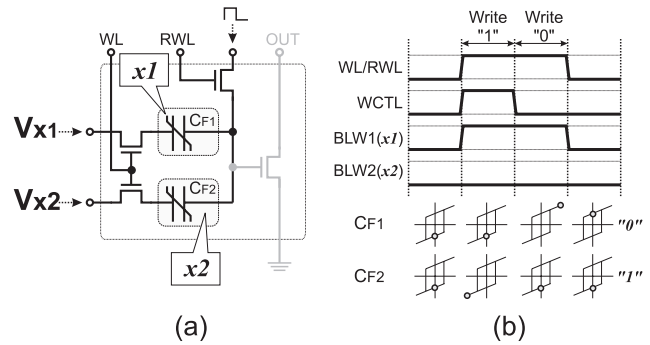 WL
RWL
OUT
x1
Vx1
CF1
Vx2
CF2
x2
(a)
Write "1"
Write "0"
WL/RWL
WCTL
BLW1(x1)
BLW2(x2)
CF1
"0"
CF2
"1"
(b)